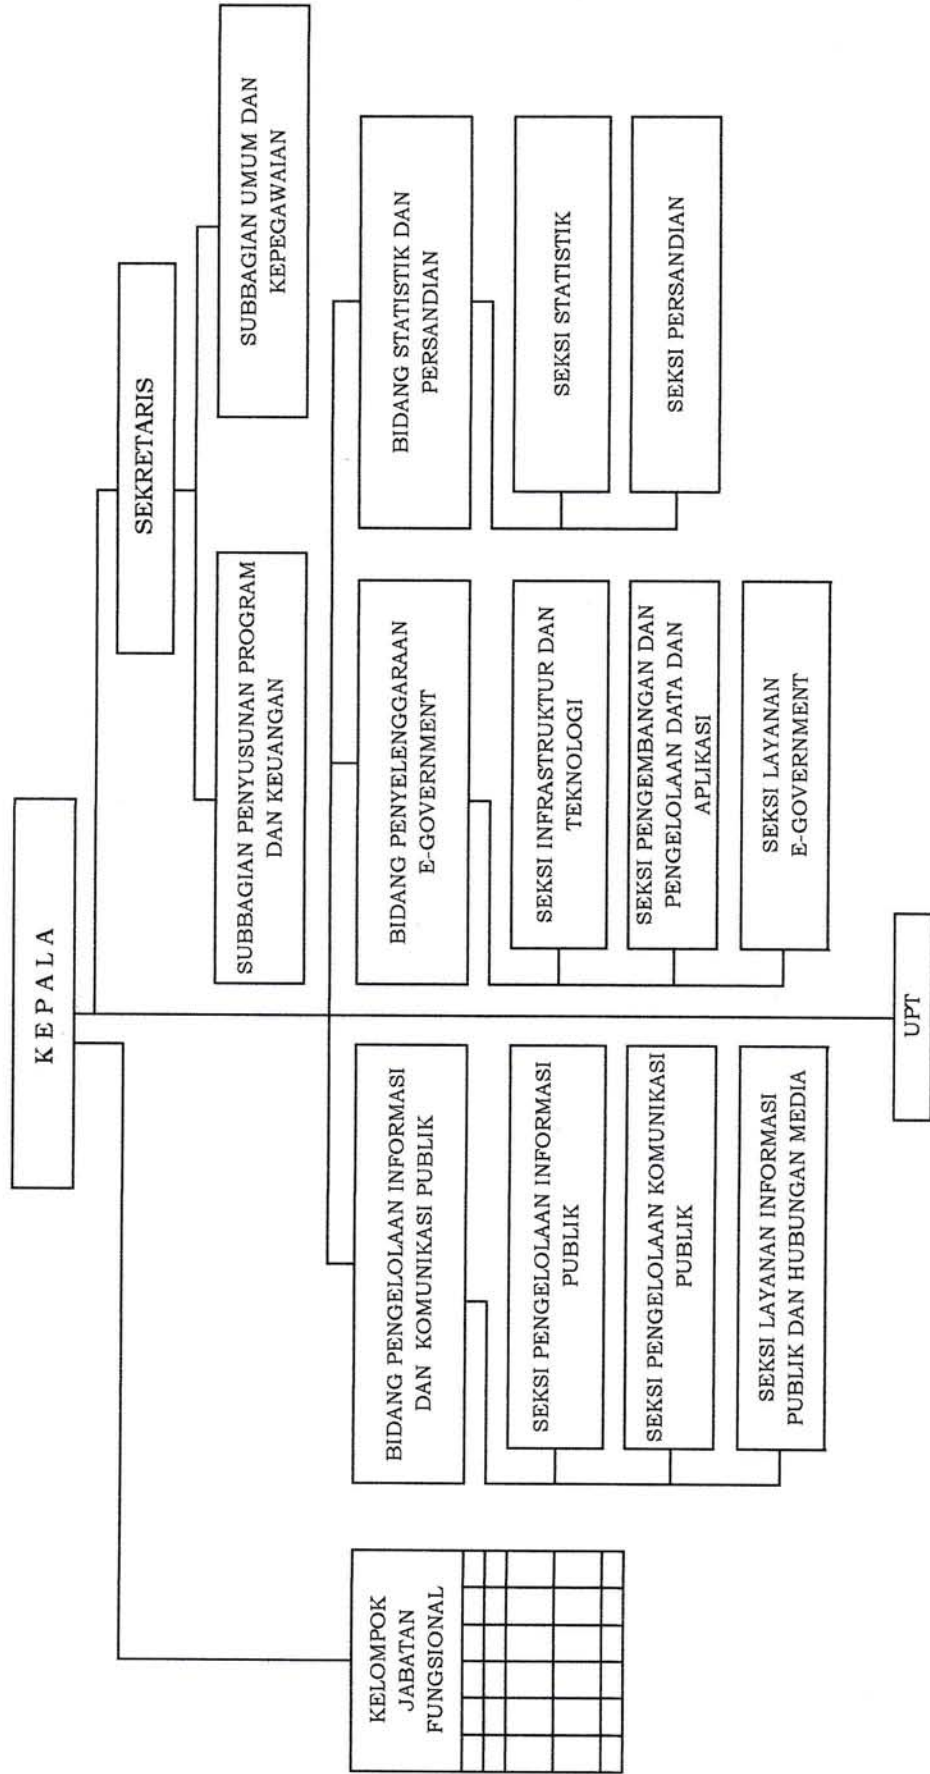 K E P A L A
SEKRETARIS
SUBBAGIAN PENYUSUNAN PROGRAM
DAN KEUANGAN
SUBBAGIAN UMUM DAN
KEPEGAWAIAN
KELOMPOK
JABATAN
FUNGSIONAL
BIDANG PENGELOLAAN INFORMASI
DAN KOMUNIKASI PUBLIK
SEKSI PENGELOLAAN INFORMASI
PUBLIK
SEKSI PENGELOLAAN KOMUNIKASI
PUBLIK
SEKSI LAYANAN INFORMASI
PUBLIK DAN HUBUNGAN MEDIA
BIDANG PENYELENGGARAAN
E-GOVERNMENT
SEKSI INFRASTRUKTUR DAN
TEKNOLOGI
SEKSI PENGEMBANGAN DAN
PENGELOLAAN DATA DAN
APLIKASI
SEKSI LAYANAN
E-GOVERNMENT
BIDANG STATISTIK DAN
PERSANDIAN
SEKSI STATISTIK
SEKSI PERSANDIAN
UPT